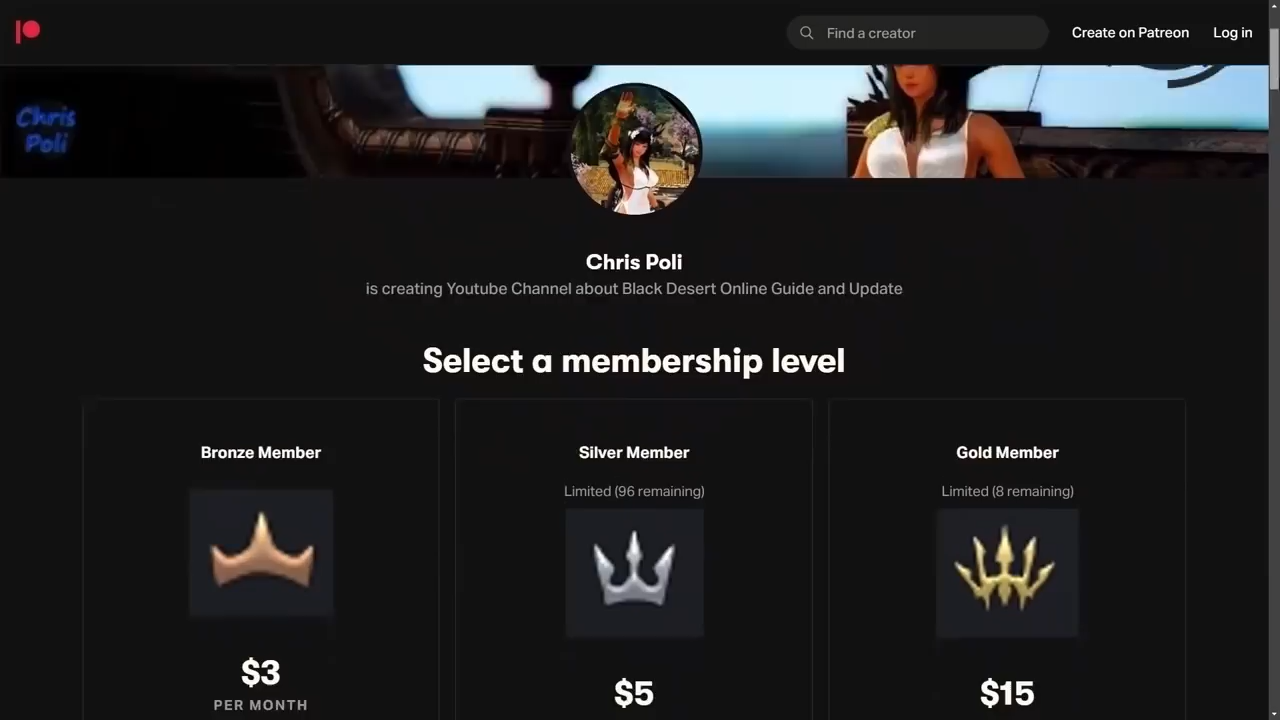 Find a creator
Create on Patreon
Log in
Chris
Poli
Chris Poli
is creating Youtube Channel about Black Desert Online Guide and Update
Select a membership level
Bronze Member
$3
PER MONTH
Silver Member
Limited (96 remaining)
$5
Gold Member
Limited (8 remaining)
$15